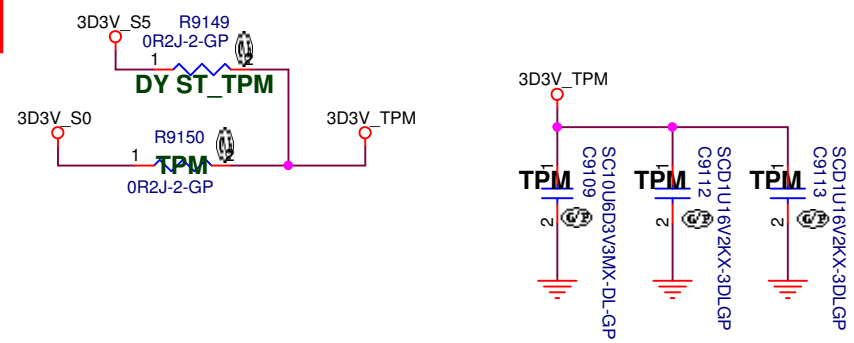 3D3V_S5
R9149
0R2J-2-GP
1
2
DY ST_TPM
3D3V_S0
R9150
1
2
TPM
0R2J-2-GP
3D3V_TPM
3D3V_TPM
1
TPM
2
G/P
C9109
SC10U6D3V3MX-DL-GP
1
TPM
2
G/P
C9112
SCD1U16V2KX-3DLGP
1
TPM
2
G/P
C9113
SCD1U16V2KX-3DLGP